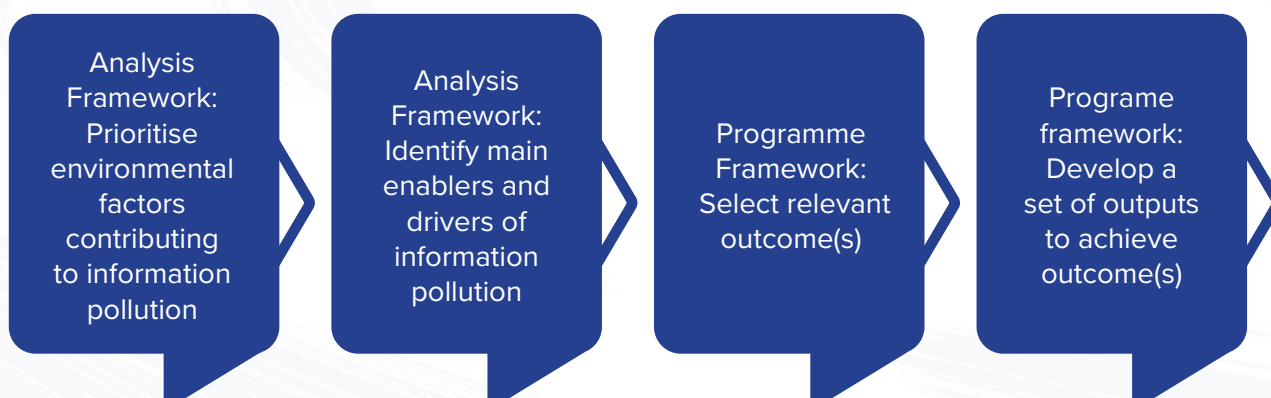 Analysis
Framework:
Prioritise
environmental
factors
contributing
to information
pollution
Analysis
Framework:
Identify main
enablers and
drivers of
information
pollution
Programme
Framework:
Select relevant
outcome(s)
Programe
framework:
Develop a
set of outputs
to achieve
outcome(s)